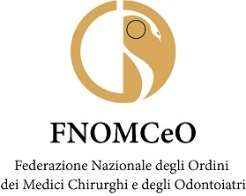 FNOMCeO
Federazione Nazionale degli Ordini
dei Medici Chirurghi e degli Odontoiatri